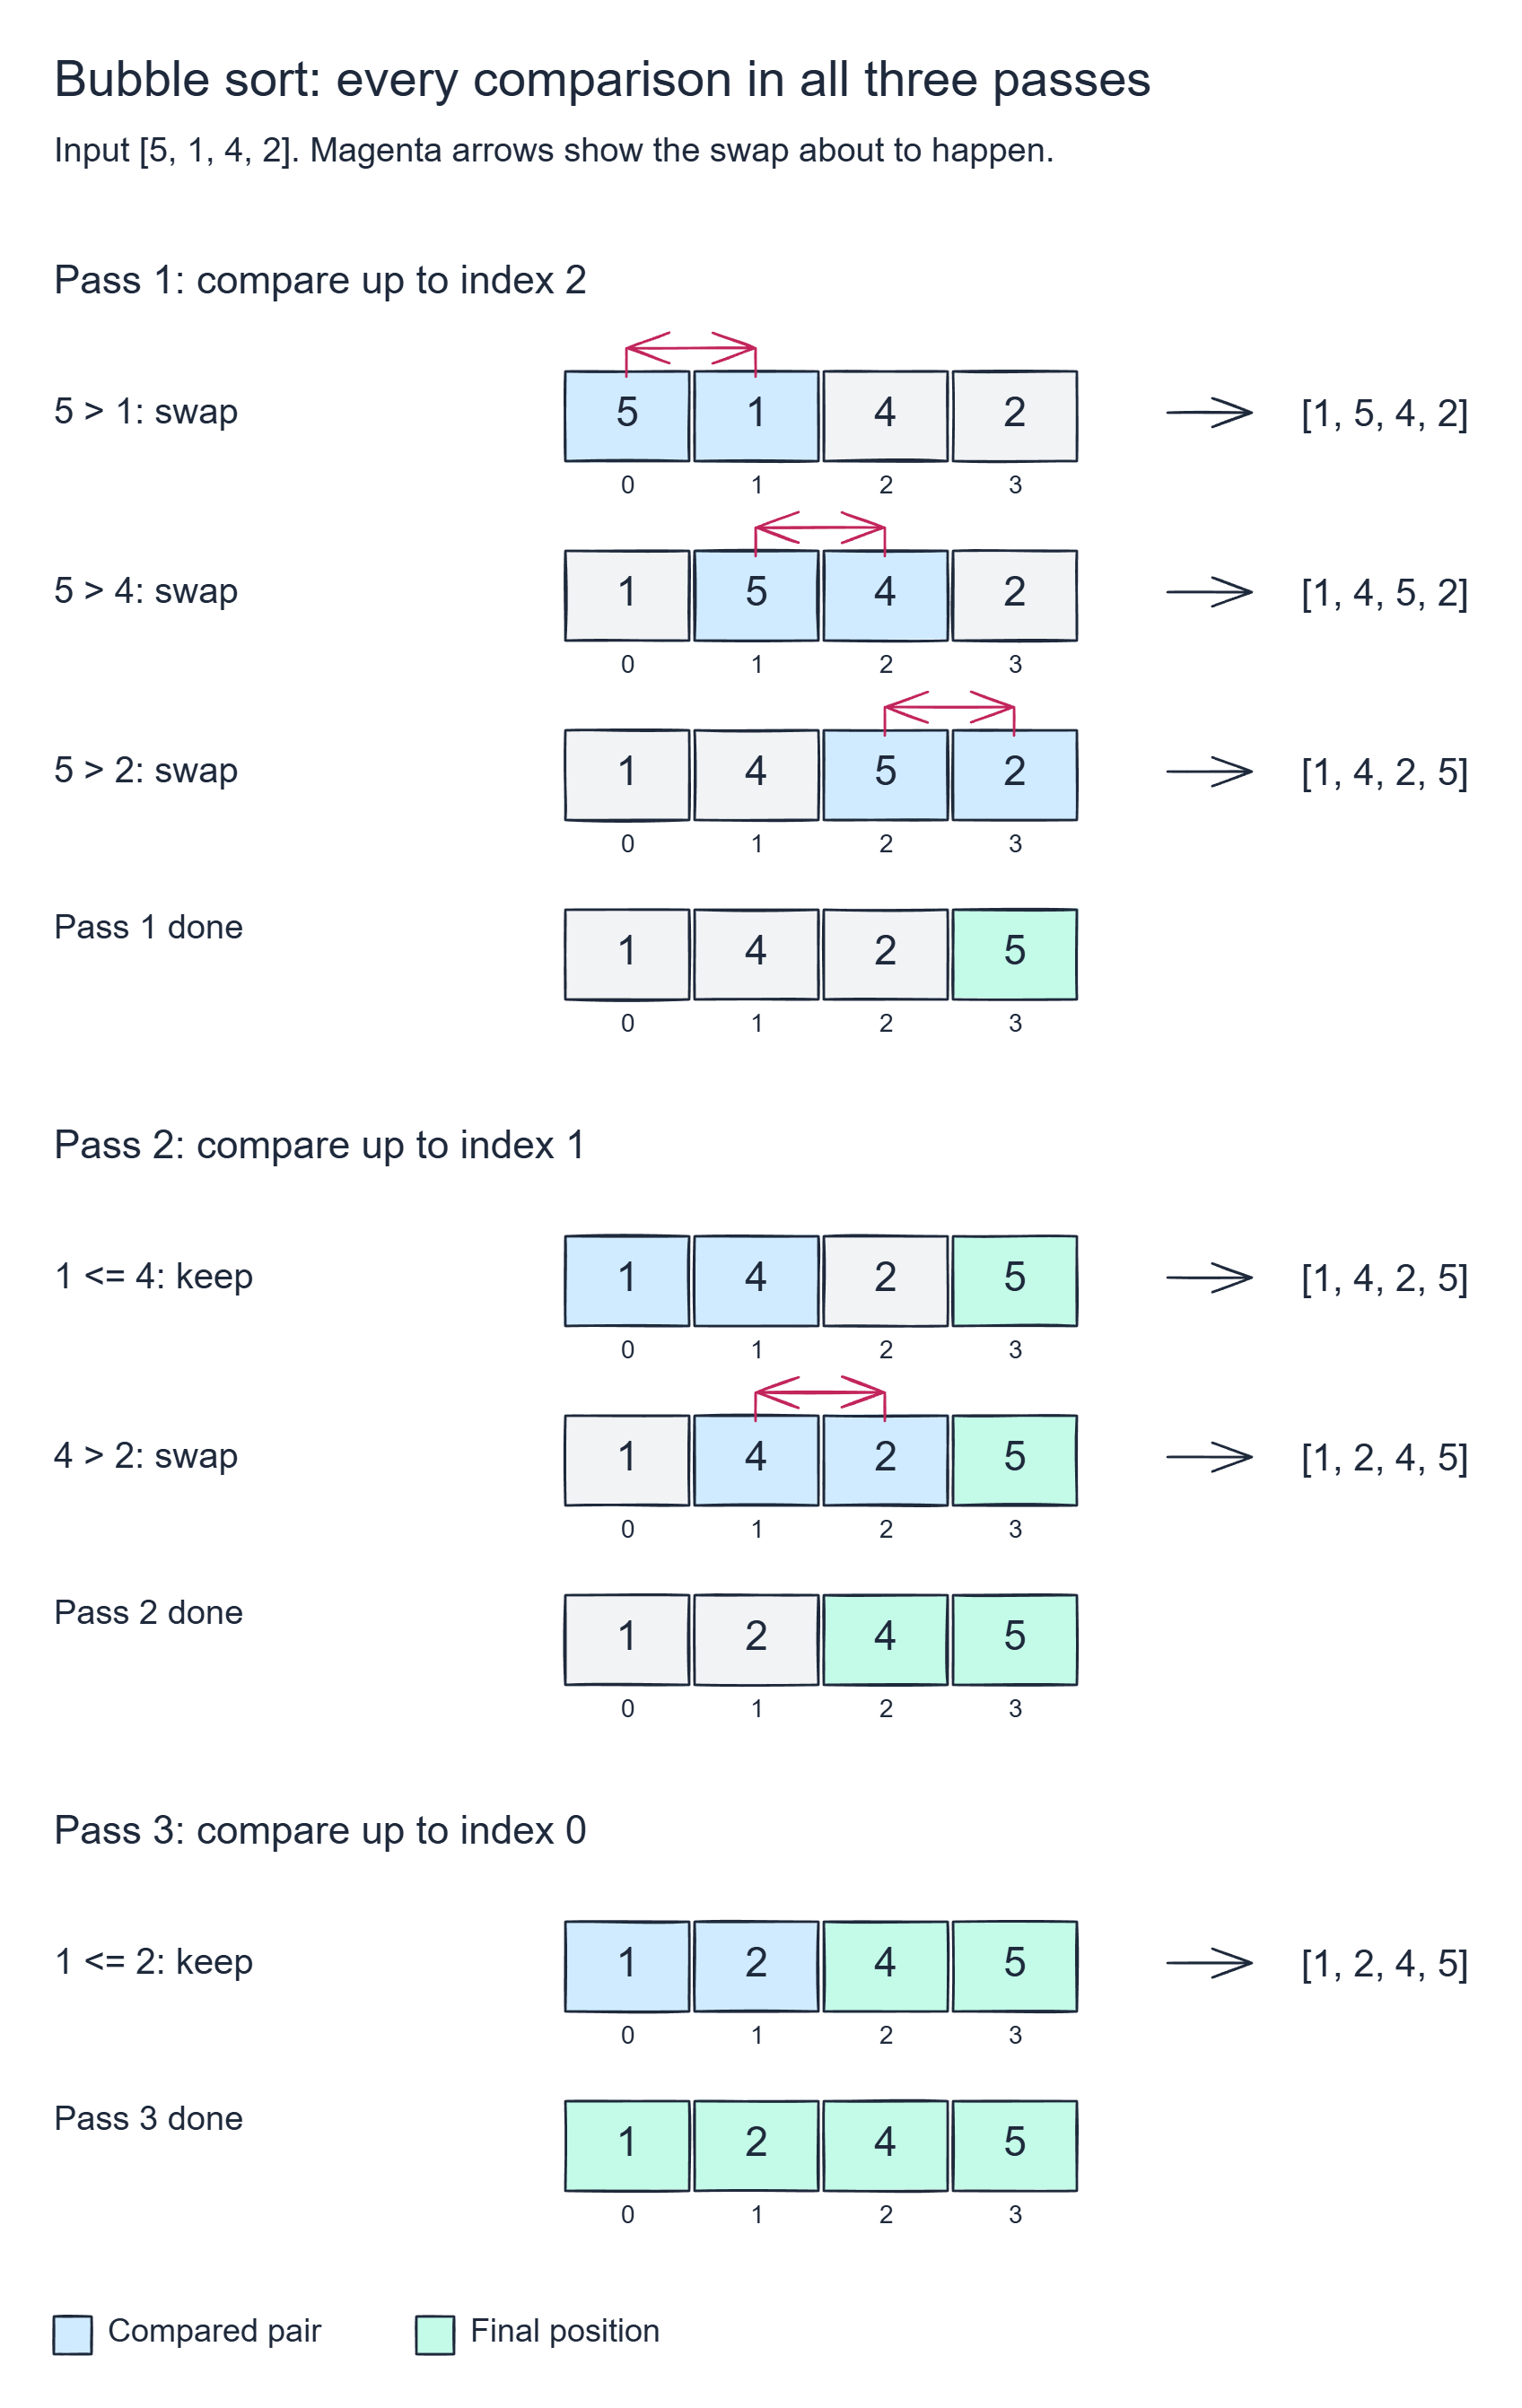 Bubble sort: every comparison in all three passes
Input [5, 1, 4, 2]. Magenta arrows show the swap about to happen.
Pass 1: compare up to index 2
5 > 1: swap
5 1 4 2
[1, 5, 4, 2]
0 1 2 3
5 > 4: swap
1 5 4 2
[1, 4, 5, 2]
0 1 2 3
5 > 2: swap
1 4 5 2
[1, 4, 2, 5]
0 1 2 3
Pass 1 done
1 4 2 5
0 1 2 3
Pass 2: compare up to index 1
1 <= 4: keep
1 4 2 5
[1, 4, 2, 5]
0 1 2 3
4 > 2: swap
1 4 2 5
[1, 2, 4, 5]
0 1 2 3
Pass 2 done
1 2 4 5
0 1 2 3
Pass 3: compare up to index 0
1 <= 2: keep
1 2 4 5
[1, 2, 4, 5]
0 1 2 3
Pass 3 done
1 2 4 5
0 1 2 3
Compared pair
Final position